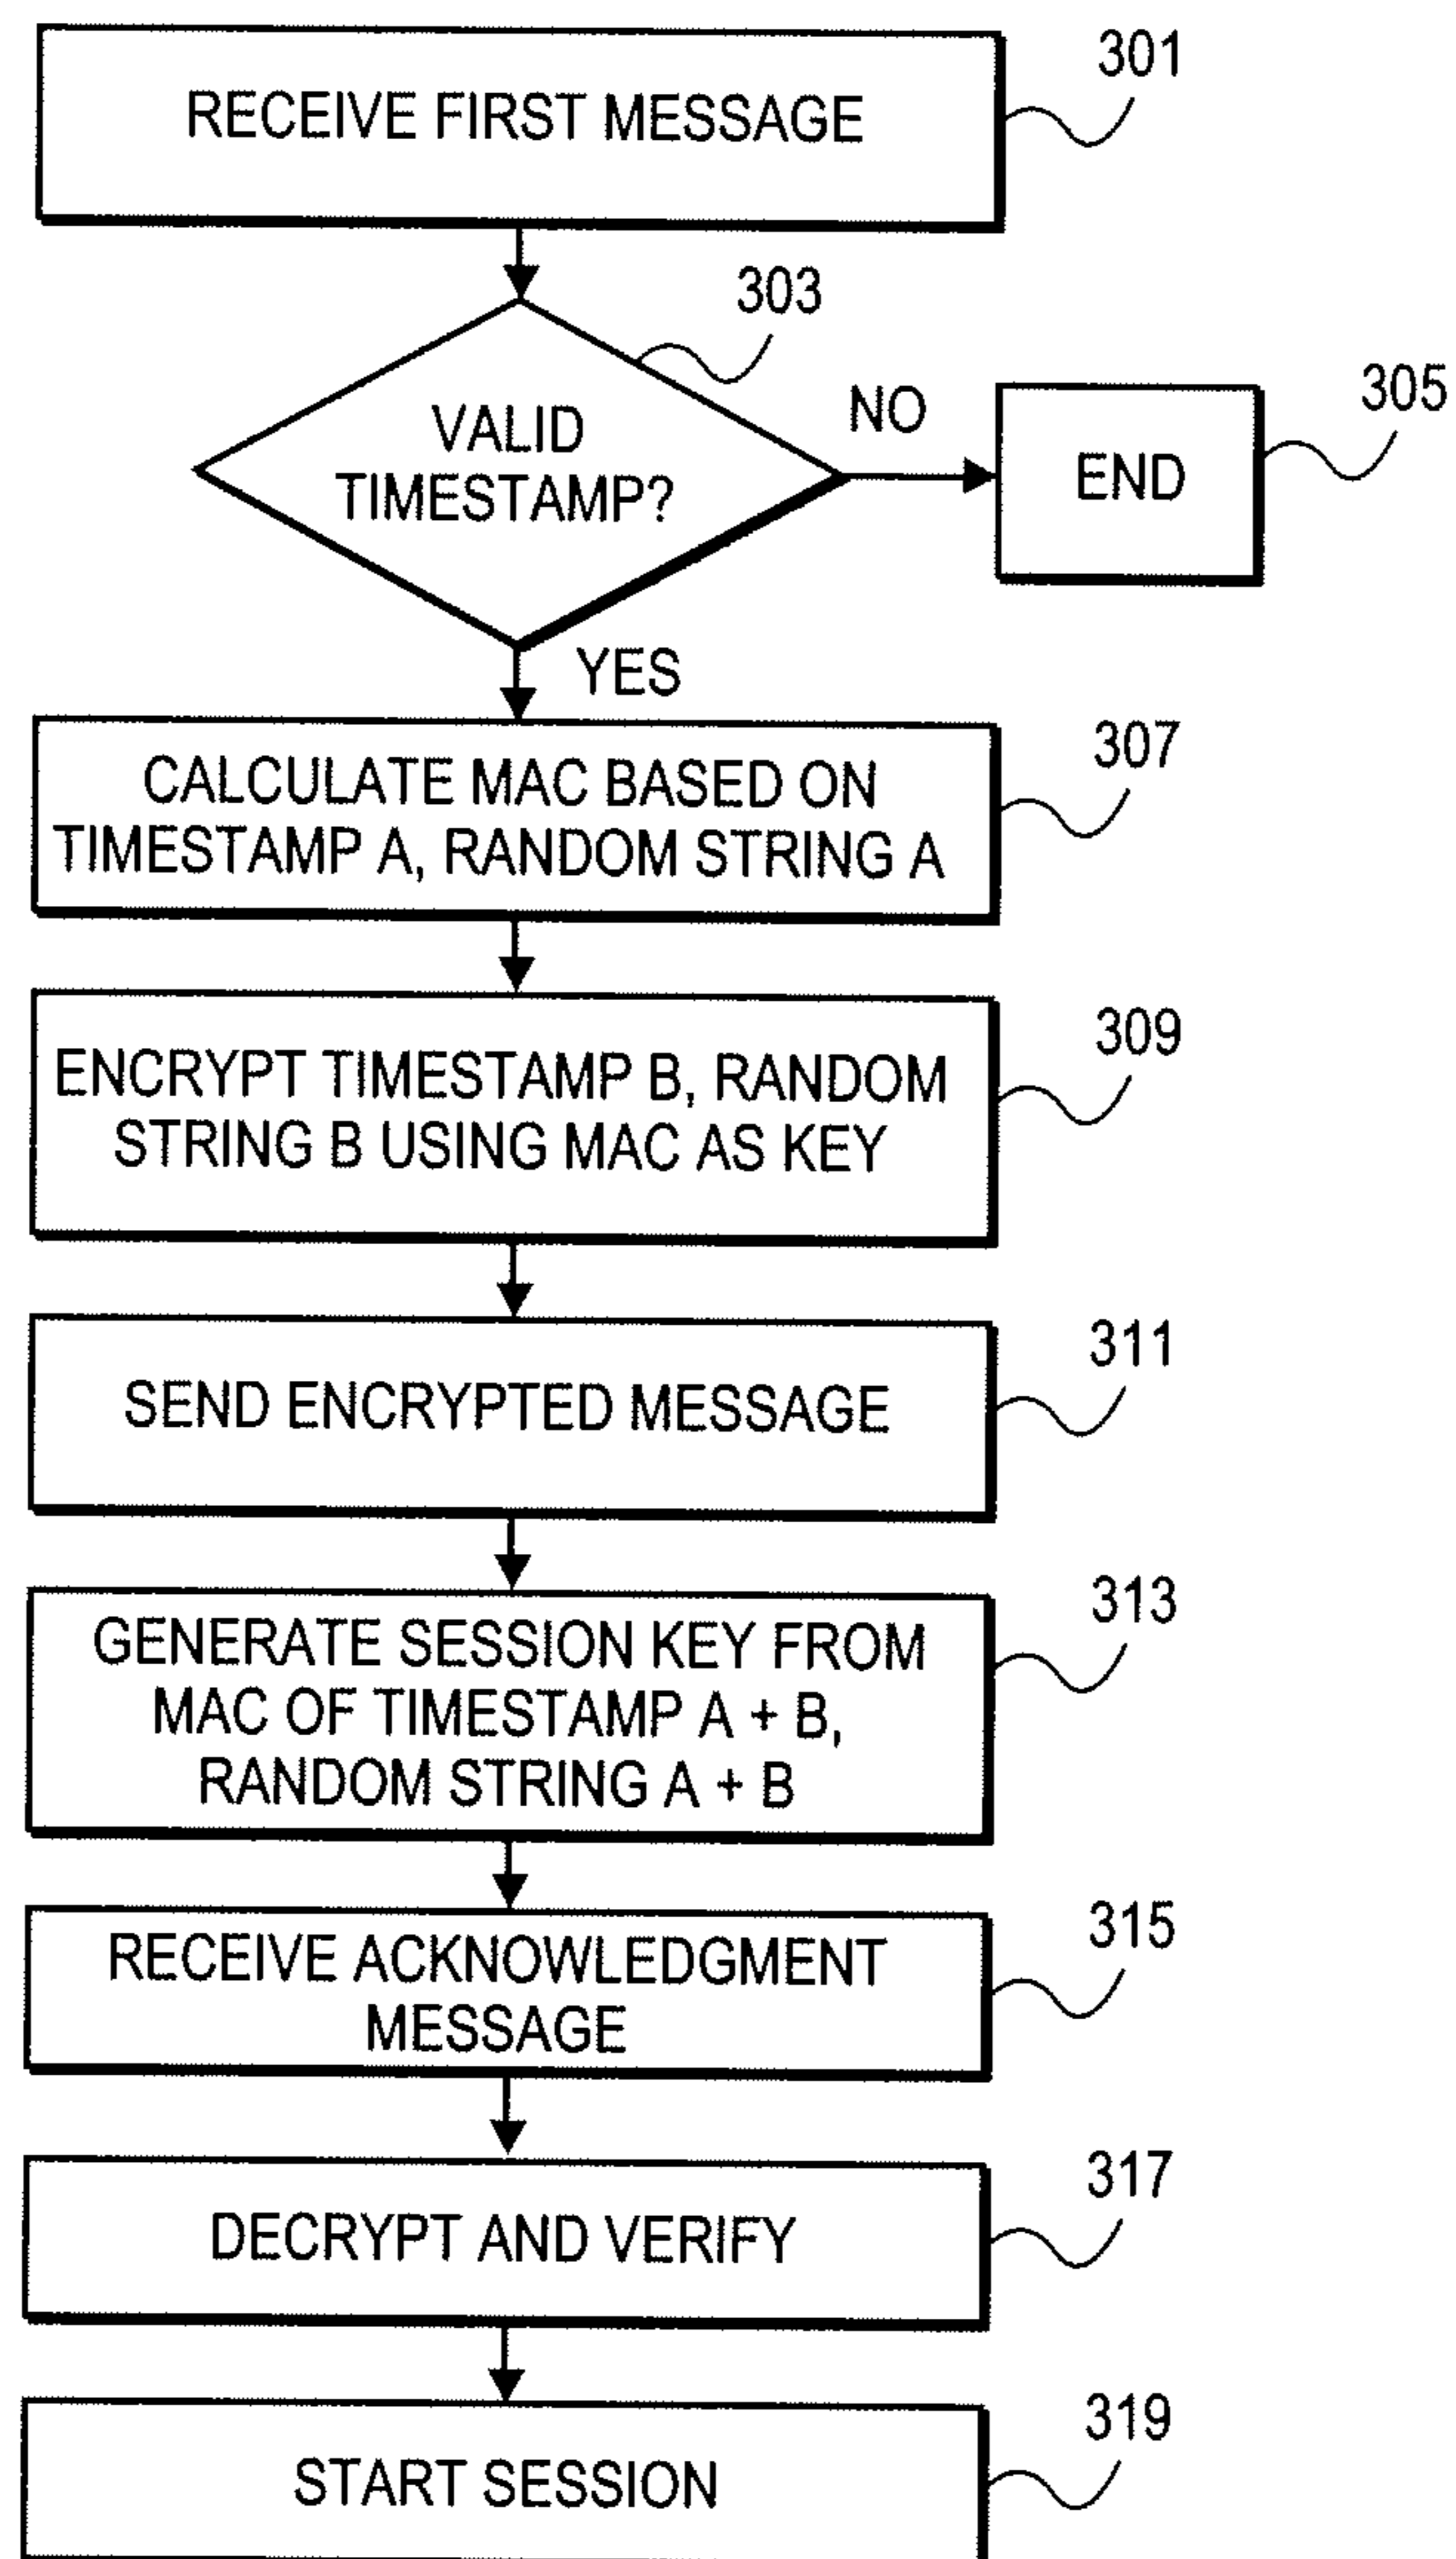 RECEIVE FIRST MESSAGE
301
303
VALID
TIMESTAMP?
NO
END
305
YES
CALCULATE MAC BASED ON
TIMESTAMP A, RANDOM STRING A
307
ENCRYPT TIMESTAMP B, RANDOM
STRING B USING MAC AS KEY
309
SEND ENCRYPTED MESSAGE
311
GENERATE SESSION KEY FROM
MAC OF TIMESTAMP A + B,
RANDOM STRING A + B
313
RECEIVE ACKNOWLEDGMENT
MESSAGE
315
DECRYPT AND VERIFY
317
START SESSION
319